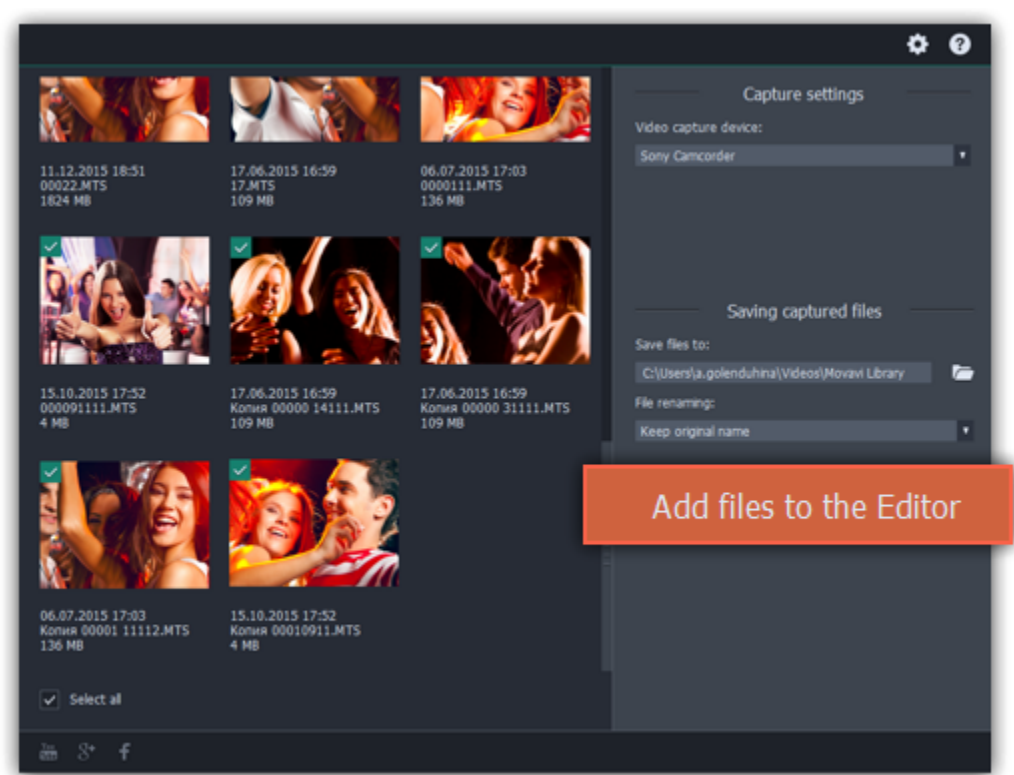 11.12.2015 18:51
00022.MTS
1824 MB
17.06.2015 16:59
17.MTS
109 MB
06.07.2015 17:03
0000111.MTS
136 MB
15.10.2015 17:52
000091111.MTS
4 MB
17.06.2015 16:59
Копия 00000 14111.MTS
109 MB
17.06.2015 16:59
Копия 00000 31111.MTS
109 MB
06.07.2015 17:03
Копия 00001 11112.MTS
136 MB
15.10.2015 17:52
Копия 00010911.MTS
4 MB
Select all
Capture settings
Video capture device:
Sony Camcorder
Saving captured files
Save files to:
C:\Users\a.golenduhina\Videos\Movavi Library
File renaming:
Keep original name
Add files to the Editor